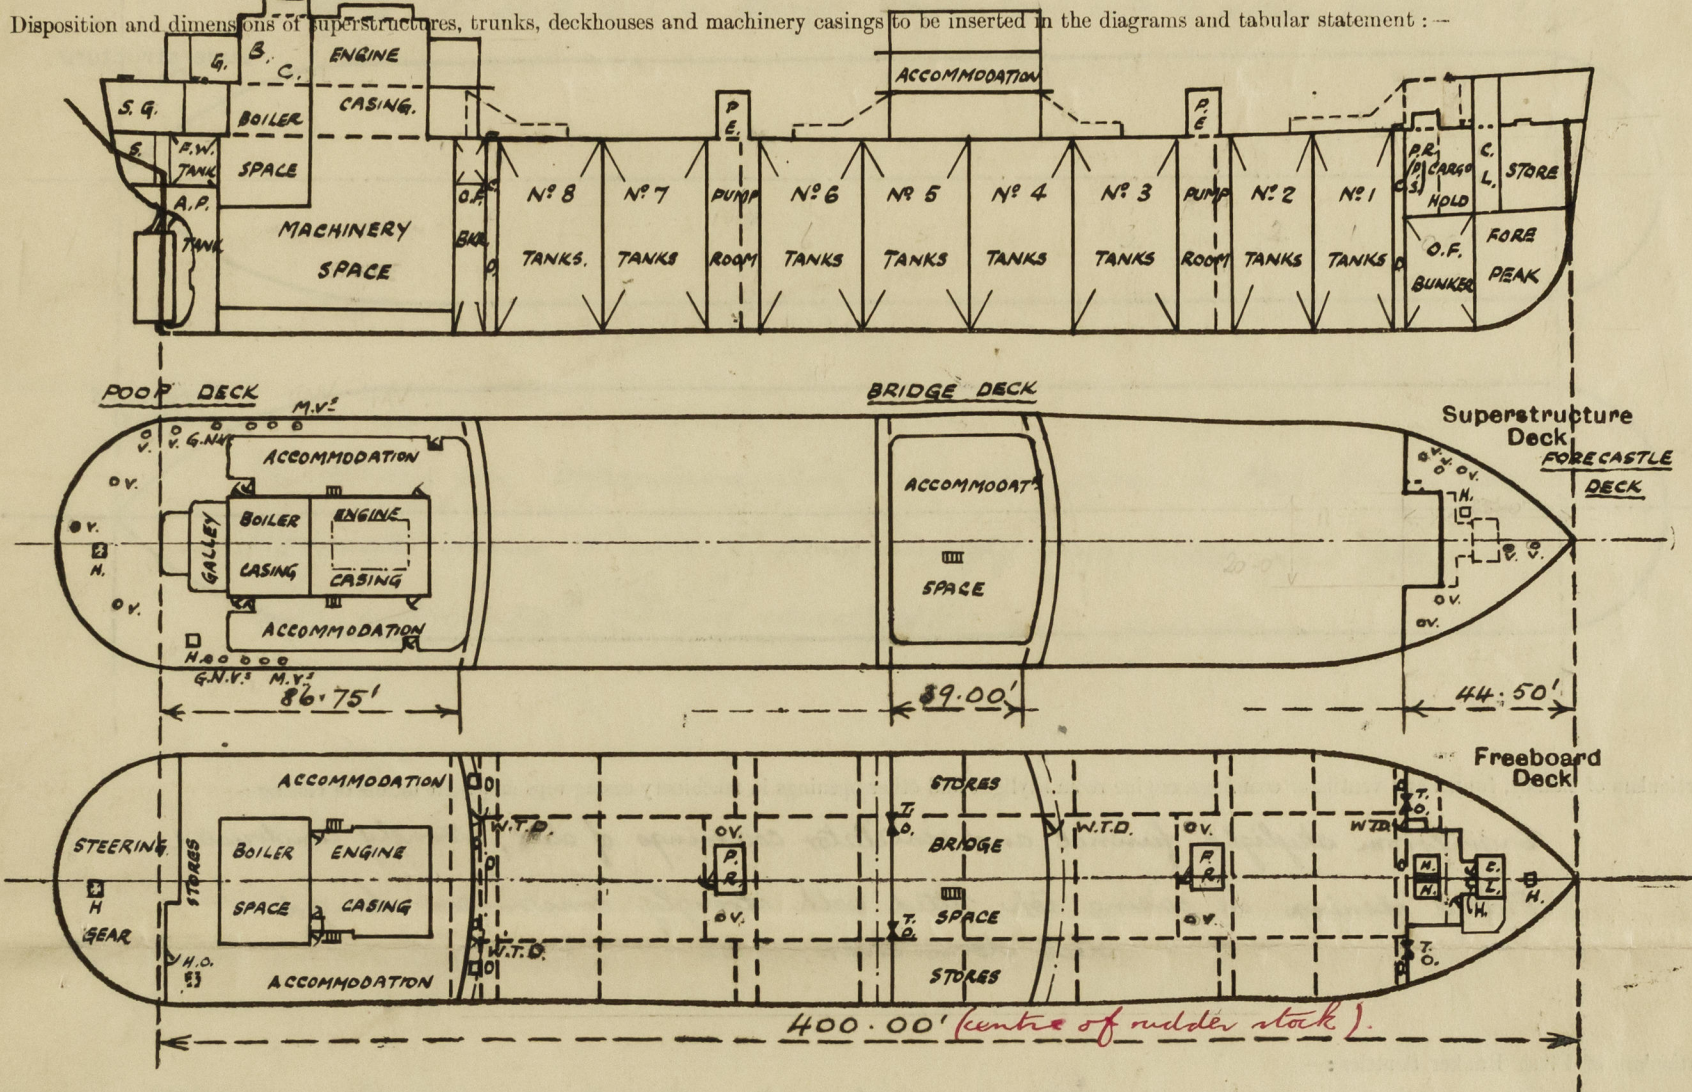 Disposition and dimensions of superstructures, trunks, deckhouses and machinery casings to be inserted in the diagrams and tabular statement :—
G. B. C. ENGINE CASING.
ACCOMMODATION
S. G. BOILER SPACE
P. E. P. E.
S. F.W. TANK
A.P. TANK
MACHINERY SPACE
O.F. BKR C. D.
Nº 8 TANKS.
Nº 7 TANKS
PUMP ROOM
Nº 6 TANKS
Nº 5 TANKS
Nº 4 TANKS
Nº 3 TANKS
PUMP ROOM
Nº 2 TANKS
Nº 1 TANKS
C. D.
P.R. (P/S) CARGO HOLD
C. L. STORE
O.F. BUNKER
FORE PEAK
POOP DECK
BRIDGE DECK
Superstructure Deck
FORECASTLE DECK
M.Vs
V. V. G.N.V.
ACCOMMODATION
V.
V.
H.
GALLEY
BOILER CASING
ENGINE CASING
V.
ACCOMMODATION
H.
G.N.V.s M.Vs
ACCOMMODATN
SPACE
V. V. V.
H.
V. V.
V.
V.
86.75'
39.00'
44.50'
Freeboard Deck
ACCOMMODATION
STEERING GEAR
H
STORES
BOILER SPACE
ENGINE CASING
H.O.
ACCOMMODATION
W.T.D.
W.T.D.
V.
P. R.
V.
T. O.
T. O.
STORES
BRIDGE SPACE
STORES
W.T.D.
V.
P. R.
V.
W.T.D.
T. O.
H. H.
C. L.
H.
H.
T. O.
400.00' (centre of rudder stock).